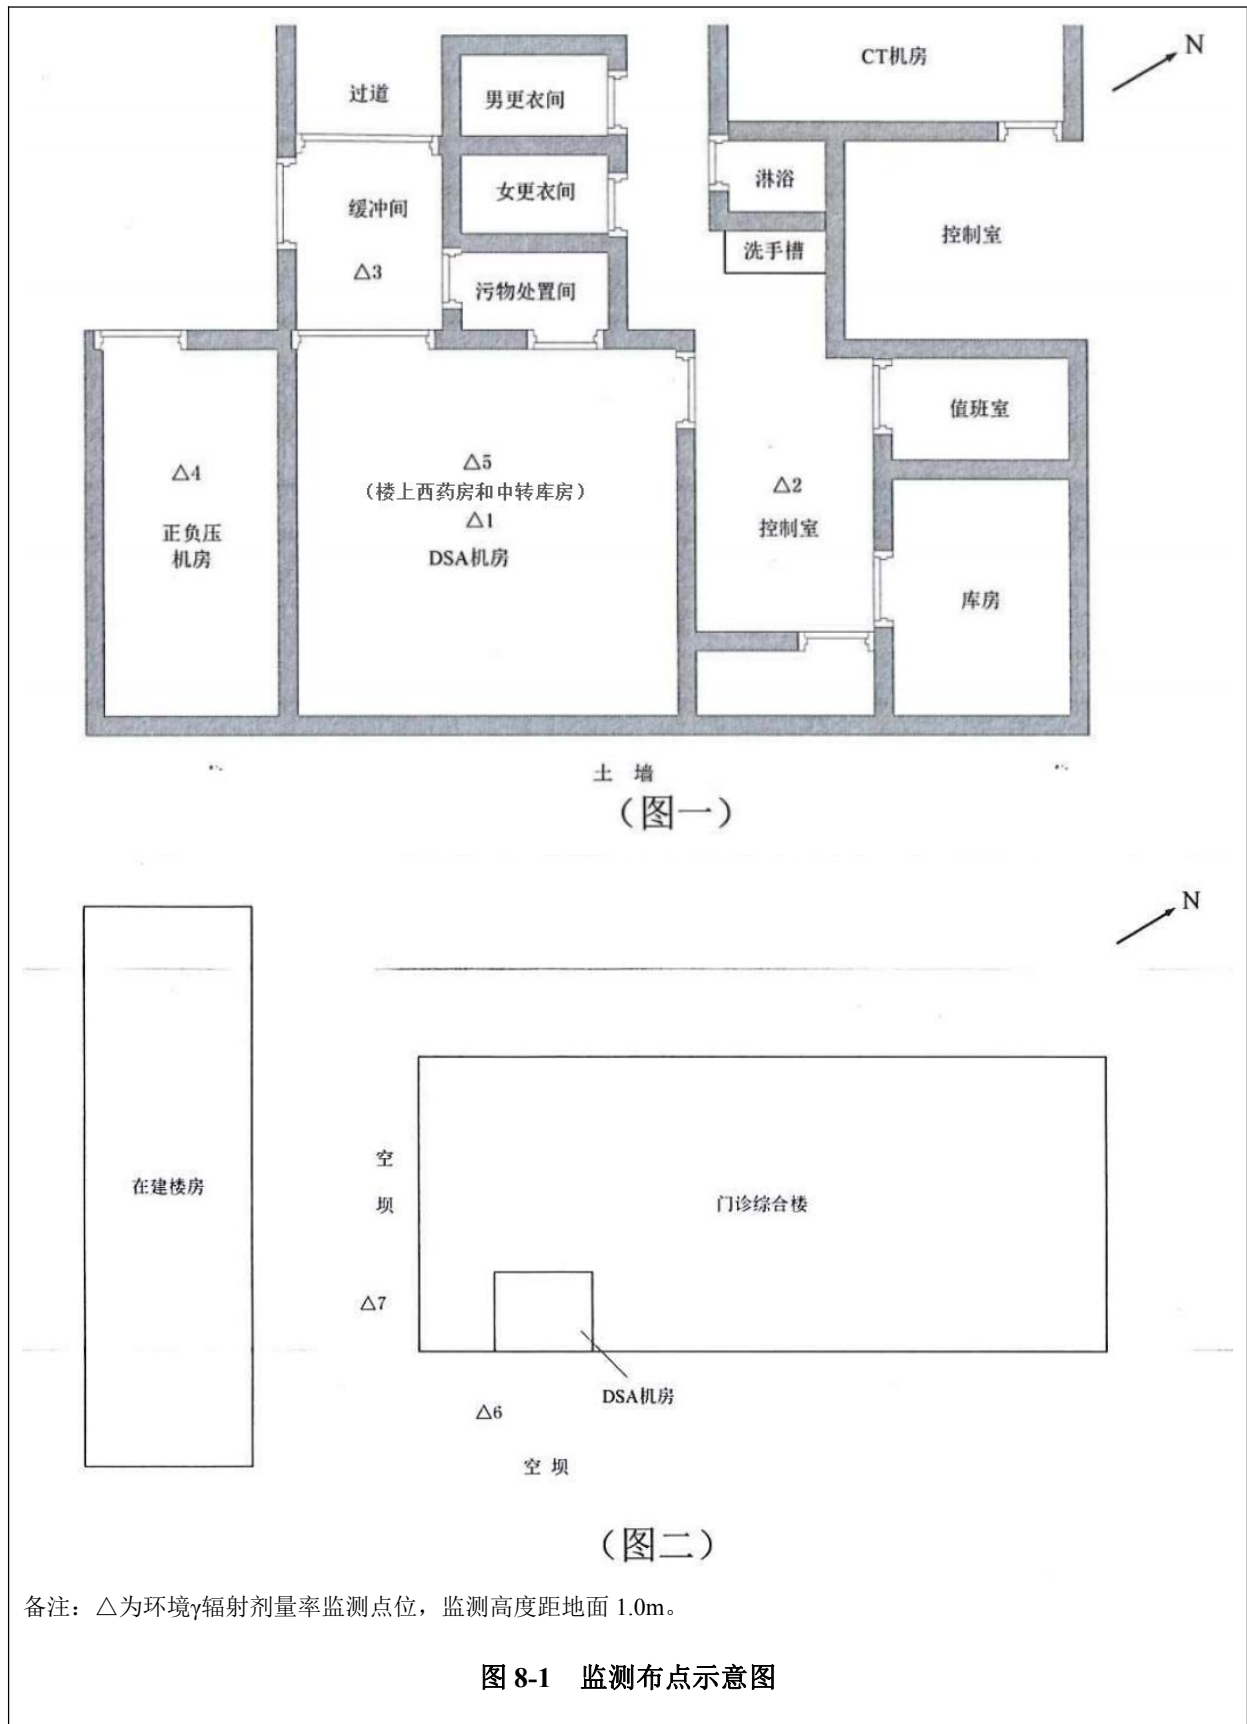 CT机房
N
过道
男更衣间
淋浴
女更衣间
缓冲间
控制室
洗手槽
△3
污物处置间
值班室
△4
△5
(楼上西药房和中转库房)
△2
△1
正负压
机房
DSA机房
控制室
库房
土 墙
(图一)
N
空
坝
在建楼房
门诊综合楼
△7
DSA机房
△6
空 坝
(图二)
备注：△为环境γ辐射剂量率监测点位，监测高度距地面 1.0m。
图 8-1 监测布点示意图